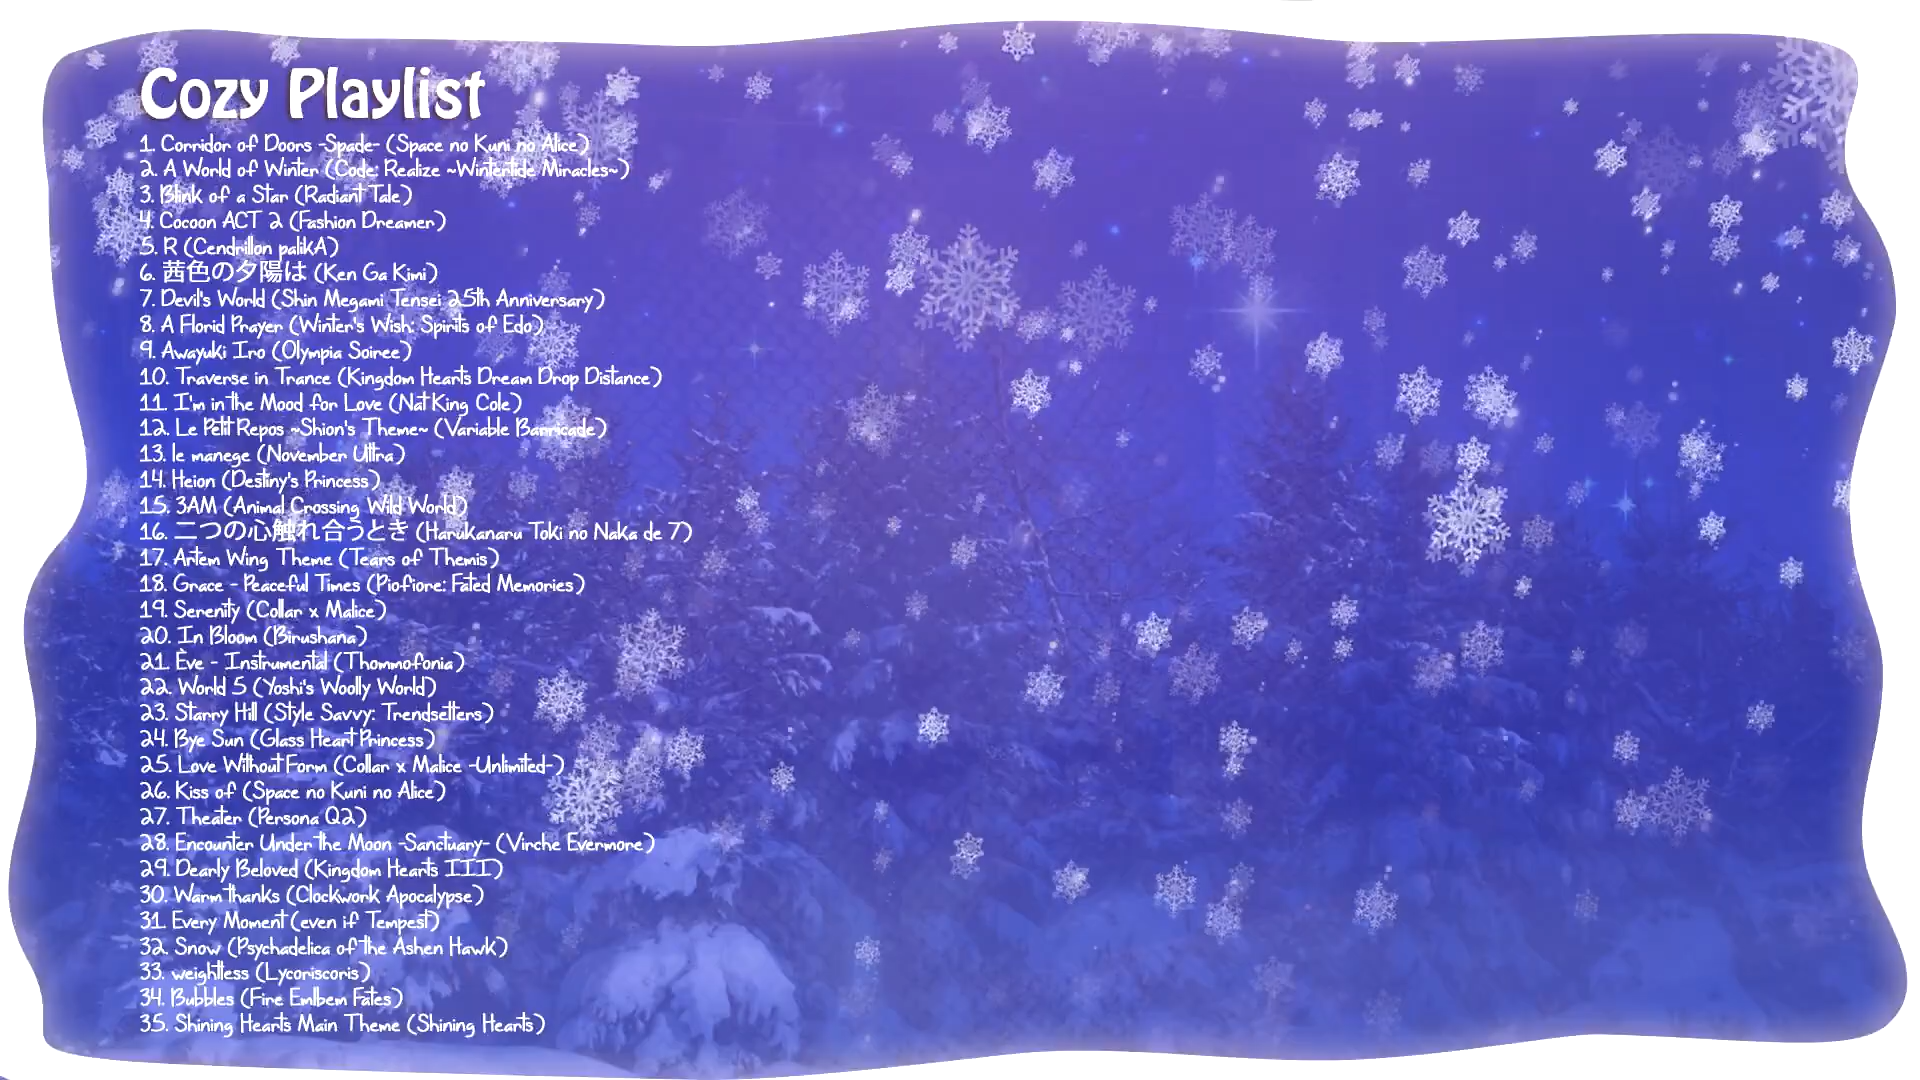 Cozy Playlist
1. Corridor of Doors -Spade- (Space no Kuni no Alice)
2. A World of Winter (Code: Realize ~Wintertide Miracles~)
3. Blink of a Star (Radiant Tale)
4. Cocoon ACT 2 (Fashion Dreamer)
5. R (Cendrillon palikA)
6. 茜色の夕陽は (Ken Ga Kimi)
7. Devil's World (Shin Megami Tensei 25th Anniversary)
8. A Florid Prayer (Winter's Wish: Spirits of Edo)
9. Awayuki Iro (Olympia Soiree)
10. Traverse in Trance (Kingdom Hearts Dream Drop Distance)
11. I'm in the Mood for Love (Nat King Cole)
12. Le Petit Repos ~Shion's Theme~ (Variable Barricade)
13. le manege (November Ultra)
14. Heion (Destiny's Princess)
15. 3AM (Animal Crossing Wild World)
16. 二つの心触れ合うとき (Harukanaru Toki no Naka de 7)
17. Artem Wing Theme (Tears of Themis)
18. Grace - Peaceful Times (Piofiore: Fated Memories)
19. Serenity (Collar x Malice)
20. In Bloom (Birushana)
21. Ève - Instrumental (Thommofonia)
22. World 5 (Yoshi's Woolly World)
23. Starry Hill (Style Savvy: Trendsetters)
24. Bye Sun (Glass Heart Princess)
25. Love Without Form (Collar x Malice -Unlimited-)
26. Kiss of (Space no Kuni no Alice)
27. Theater (Persona Q2)
28. Encounter Under the Moon -Sanctuary- (Virche Evermore)
29. Dearly Beloved (Kingdom Hearts III)
30. Warm thanks (Clockwork Apocalypse)
31. Every Moment (even if Tempest)
32. Snow (Psychadelica of the Ashen Hawk)
33. weightless (Lycoriscoris)
34. Bubbles (Fire Emlbem Fates)
35. Shining Hearts Main Theme (Shining Hearts)